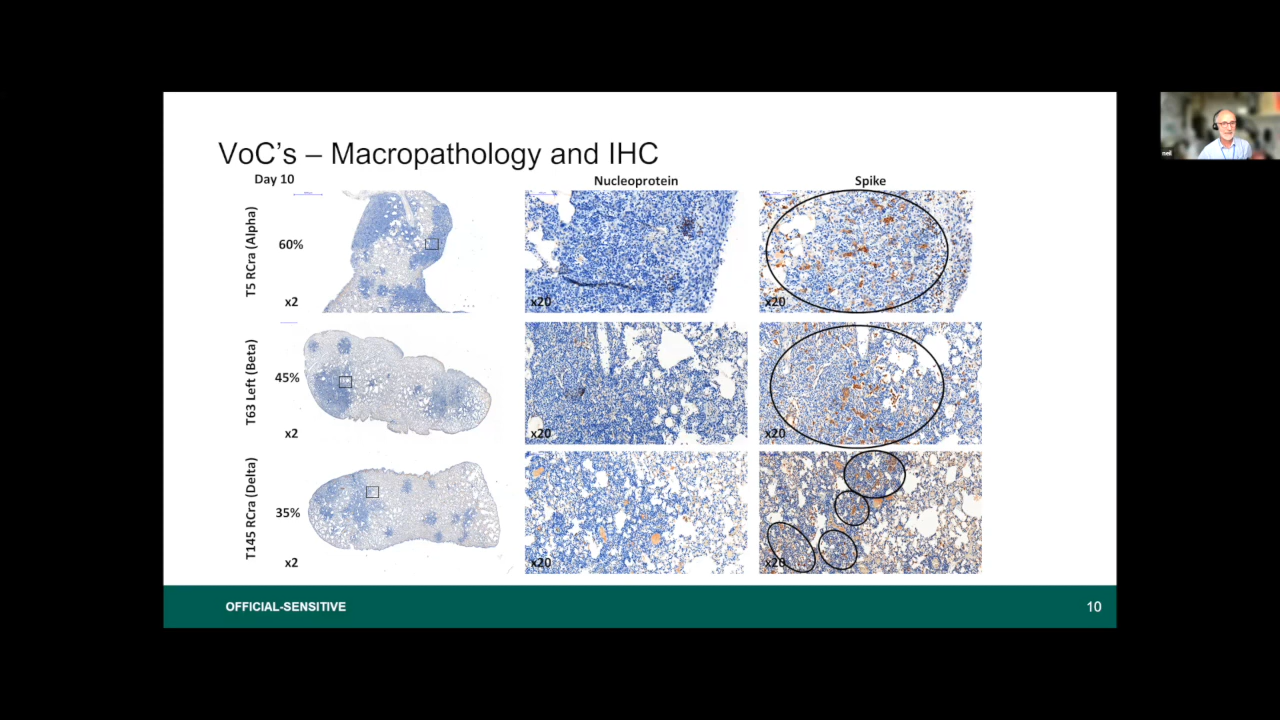 VoC's – Macropathology and IHC
Day 10
Nucleoprotein
Spike
T5 RCra (Alpha)
60%
x2
x20
x20
T63 Left (Beta)
45%
x2
x20
x20
T145 RCra (Delta)
35%
x2
x20
x20
OFFICIAL-SENSITIVE
10
neil